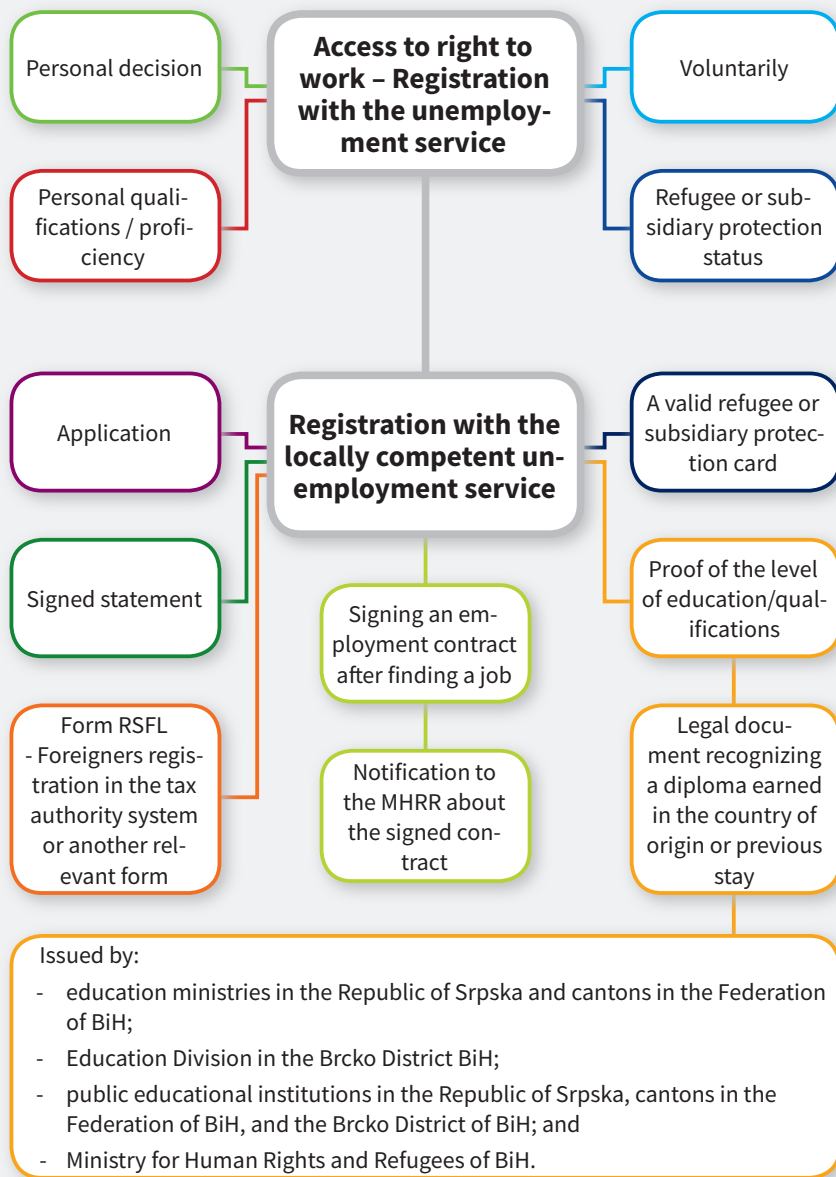 Personal decision
Access to right to
work – Registration
with the unemploy-
ment service
Voluntarily
Personal quali-
fications / profi-
ciency
Refugee or sub-
sidiary protection
status
Application
Registration with the
locally competent un-
employment service
A valid refugee or
subsidiary protec-
tion card
Signed statement
Signing an em-
ployment contract
after finding a job
Proof of the level
of education/qual-
ifications
Form RSFL
- Foreigners regis-
tration in the tax
authority system
or another rel-
evant form
Notification to
the MHRR about
the signed con-
tract
Legal docu-
ment recognizing
a diploma earned
in the country of
origin or previous
stay
Issued by:
- education ministries in the Republic of Srpska and cantons in the Federation
of BiH;
- Education Division in the Brcko District BiH;
- public educational institutions in the Republic of Srpska, cantons in the
Federation of BiH, and the Brcko District of BiH; and
- Ministry for Human Rights and Refugees of BiH.